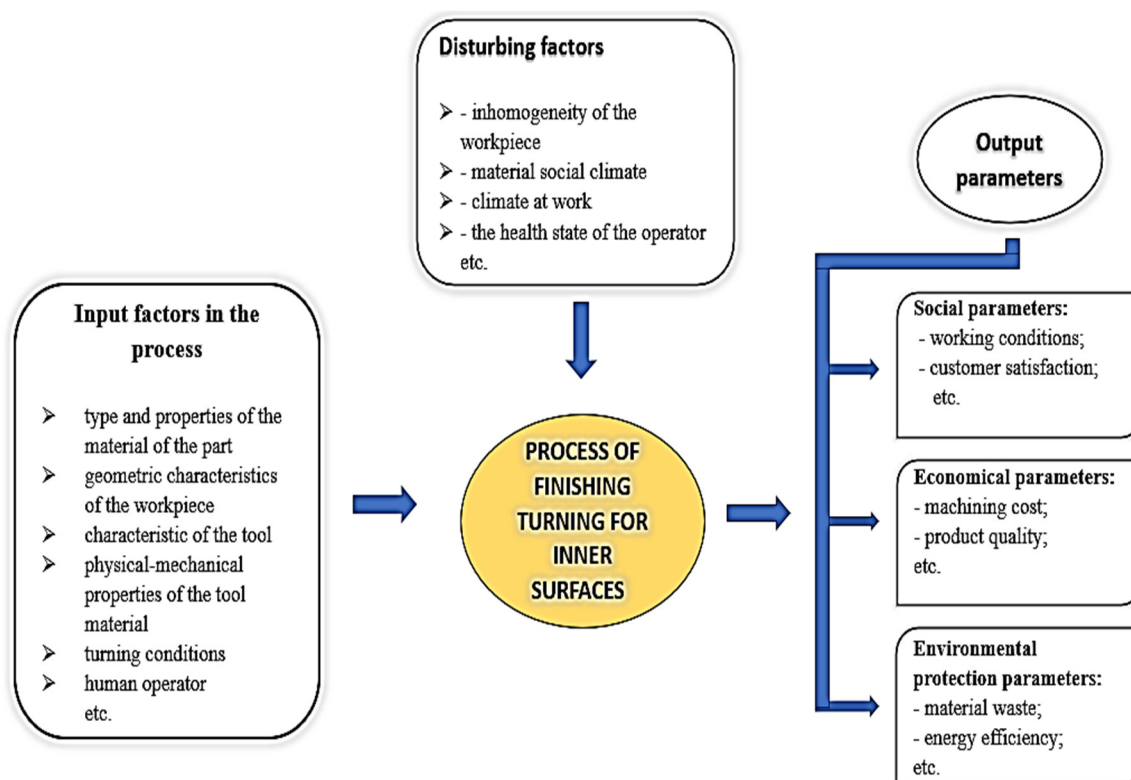 Disturbing factors
➢ - inhomogeneity of the
workpiece
➢ - material social climate
➢ - climate at work
➢ - the health state of the operator
etc.
Input factors in the
process
➢ type and properties of the
material of the part
➢ geometric characteristics
of the workpiece
➢ characteristic of the tool
➢ physical-mechanical
properties of the tool
material
➢ turning conditions
➢ human operator
etc.
PROCESS OF
FINISHING
TURNING FOR
INNER
SURFACES
Output
parameters
Social parameters:
- working conditions;
- customer satisfaction;
etc.
Economical parameters:
- machining cost;
- product quality;
etc.
Environmental
protection parameters:
- material waste;
- energy efficiency;
etc.